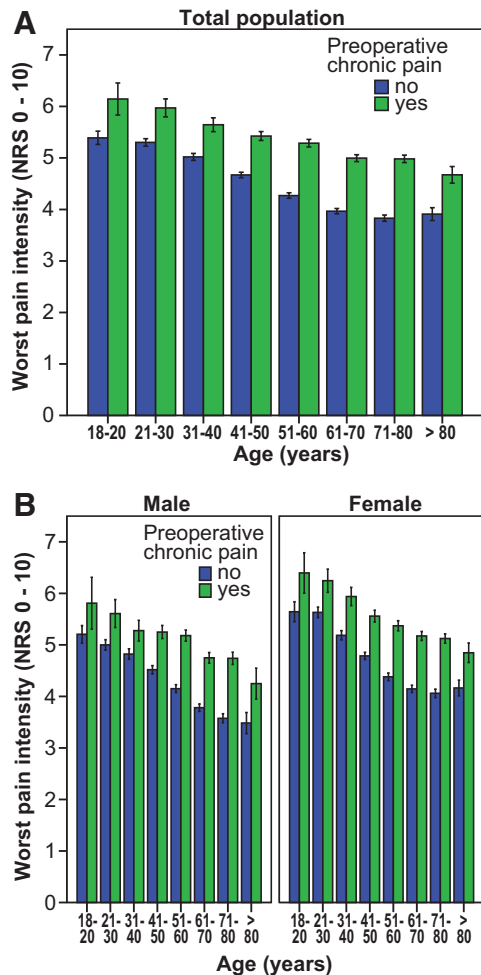 A
Total population
Preoperative
chronic pain
no
yes
Worst pain intensity (NRS 0 - 10)
7
6
5
4
3
2
1
0
18-20 21-30 31-40 41-50 51-60 61-70 71-80 > 80
Age (years)
B
Male Female
Preoperative
chronic pain
no
yes
Worst pain intensity (NRS 0 - 10)
7
6
5
4
3
2
1
0
18- 21- 31- 41- 51- 61- 71- > 18- 21- 31- 41- 51- 61- 71- >
20 30 40 50 60 70 80 80 20 30 40 50 60 70 80 80
Age (years) Age (years)